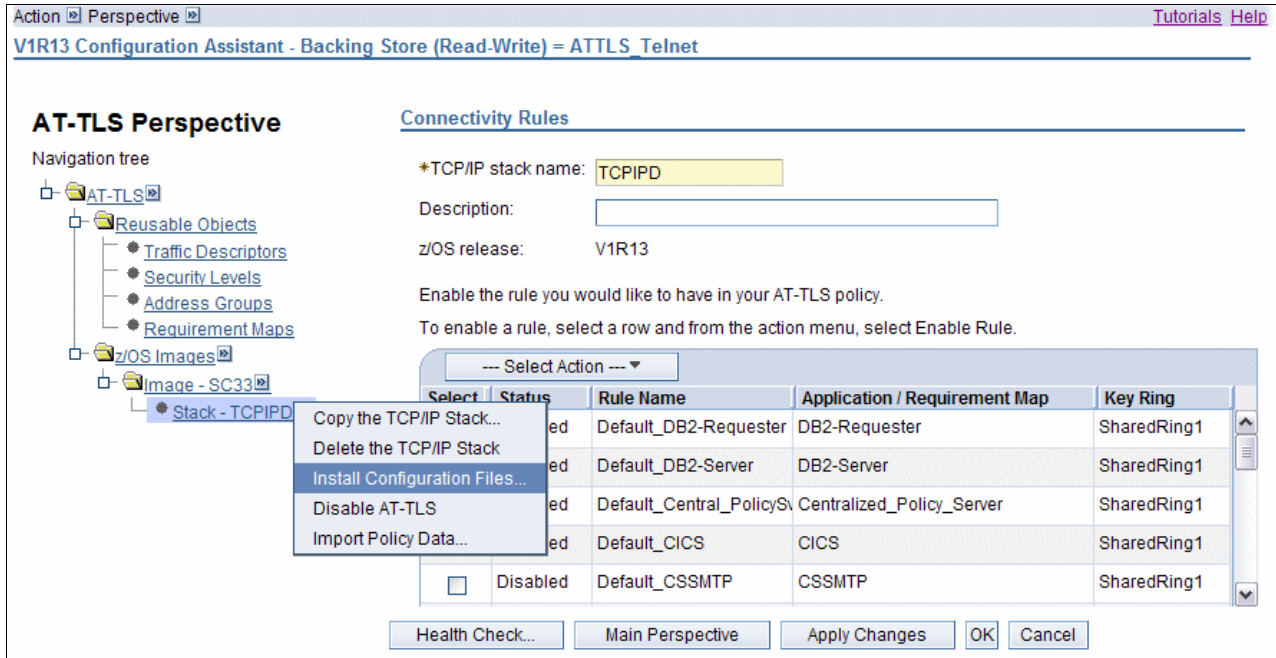 Action Perspective Tutorials Help
V1R13 Configuration Assistant - Backing Store (Read-Write) = ATTLS_Telnet
AT-TLS Perspective
Navigation tree
AT-TLS
Reusable Objects
Traffic Descriptors
Security Levels
Address Groups
Requirement Maps
z/OS Images
Image - SC33
Stack - TCPIPD
Copy the TCP/IP Stack...
Delete the TCP/IP Stack
Install Configuration Files...
Disable AT-TLS
Import Policy Data...
Connectivity Rules
*TCP/IP stack name: TCPIPD
Description:
z/OS release: V1R13
Enable the rule you would like to have in your AT-TLS policy.
To enable a rule, select a row and from the action menu, select Enable Rule.
--- Select Action ---
Select Status Rule Name Application / Requirement Map Key Ring
ed Default_DB2-Requester DB2-Requester SharedRing1
ed Default_DB2-Server DB2-Server SharedRing1
ed Default_Central_PolicySv Centralized_Policy_Server SharedRing1
ed Default_CICS CICS SharedRing1
Disabled Default_CSSMTP CSSMTP SharedRing1
Health Check... Main Perspective Apply Changes OK Cancel